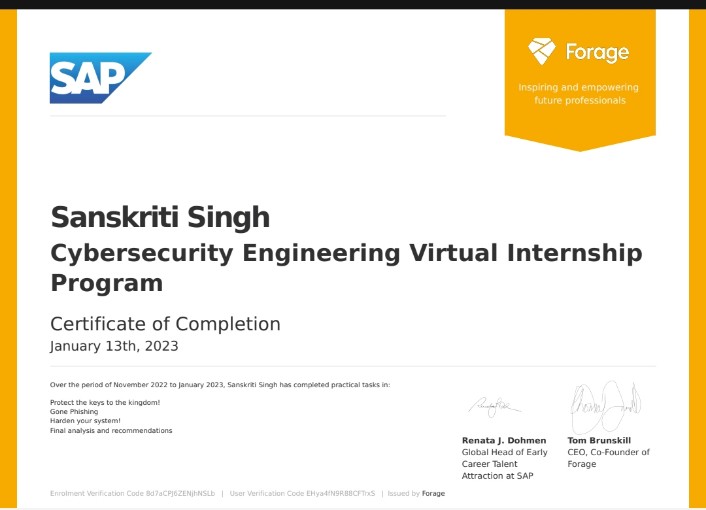 SAP
Forage
Inspiring and empowering
future professionals
Sanskriti Singh
Cybersecurity Engineering Virtual Internship
Program
Certificate of Completion
January 13th, 2023
Over the period of November 2022 to January 2023, Sanskriti Singh has completed practical tasks in:
Protect the keys to the kingdom!
Gone Phishing
Harden your system!
Final analysis and recommendations
Renata J. Dohmen
Global Head of Early
Career Talent
Attraction at SAP
Tom Brunskill
CEO, Co-Founder of
Forage
Enrolment Verification Code | User Verification Code | Issued by Forage